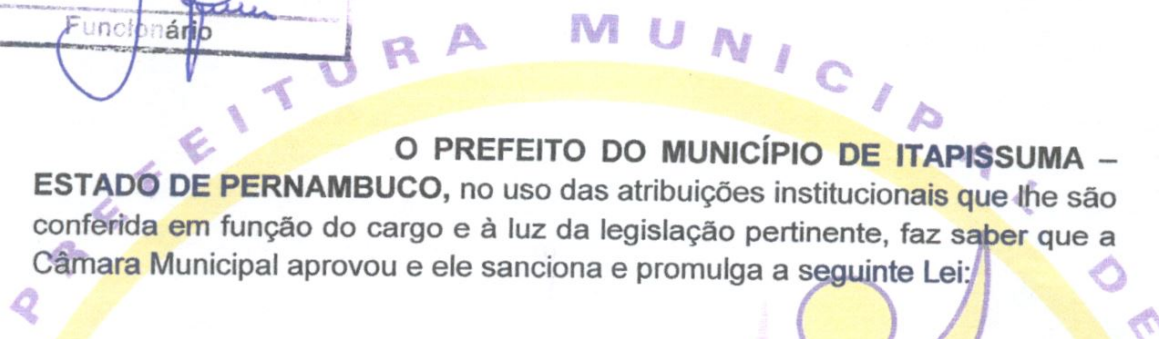 Funcionário
PREFEITURA MUNICIPAL DE
O PREFEITO DO MUNICÍPIO DE ITAPISSUMA –
ESTADO DE PERNAMBUCO, no uso das atribuições institucionais que lhe são
conferida em função do cargo e à luz da legislação pertinente, faz saber que a
Câmara Municipal aprovou e ele sanciona e promulga a seguinte Lei: